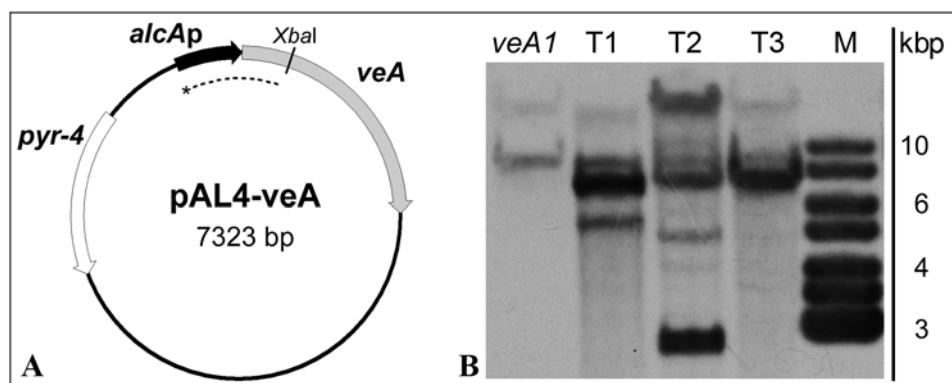 alcAp
XbaI
veA
*
pyr-4
pAL4-veA
7323 bp
A
veA1 T1 T2 T3 M kbp
10
6
4
3
B